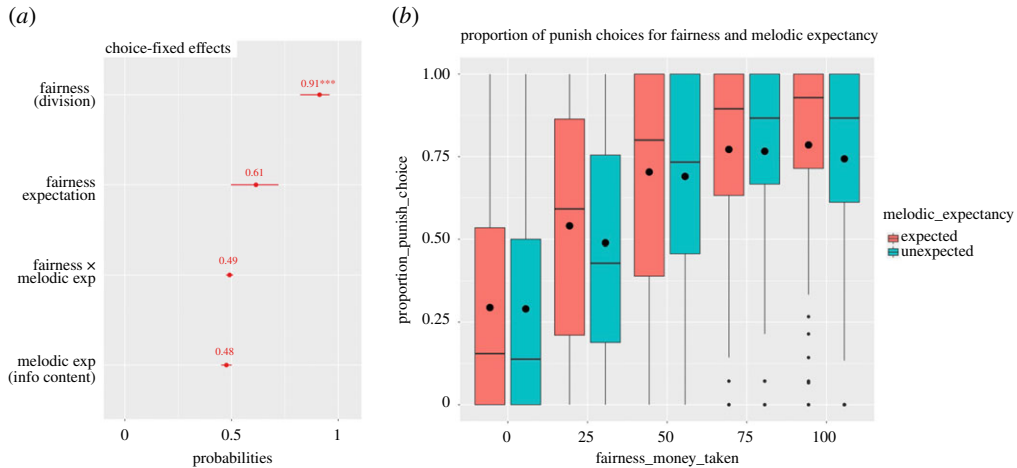 (a)
choice-fixed effects
fairness
(division)
0.91***
fairness
expectation
0.61
fairness ×
melodic exp
0.49
melodic exp
(info content)
0.48
0
0.5
1
probabilities
(b)
proportion of punish choices for fairness and melodic expectancy
proportion_punish_choice
1.00
0.75
0.50
0.25
0
0
25
50
75
100
fairness_money_taken
melodic_expectancy
expected
unexpected